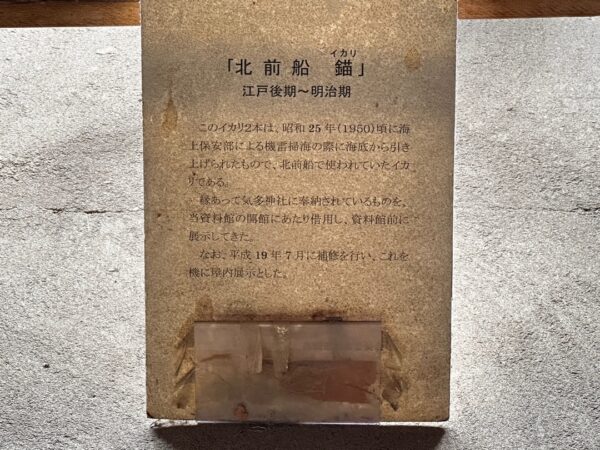 イカリ
「北前船 錨」
江戸後期～明治期
このイカリ2本は、昭和25年(1950)頃に海
上保安部による機雷掃海の際に海底から引き
上げられたもので、北前船で使われていたイカ
リである。
縁あって気多神社に奉納されているものを、
当資料館の開館にあたり借用し、資料館前に
展示してきた。
なお、平成19年7月に補修を行い、これを
機に屋内展示とした。